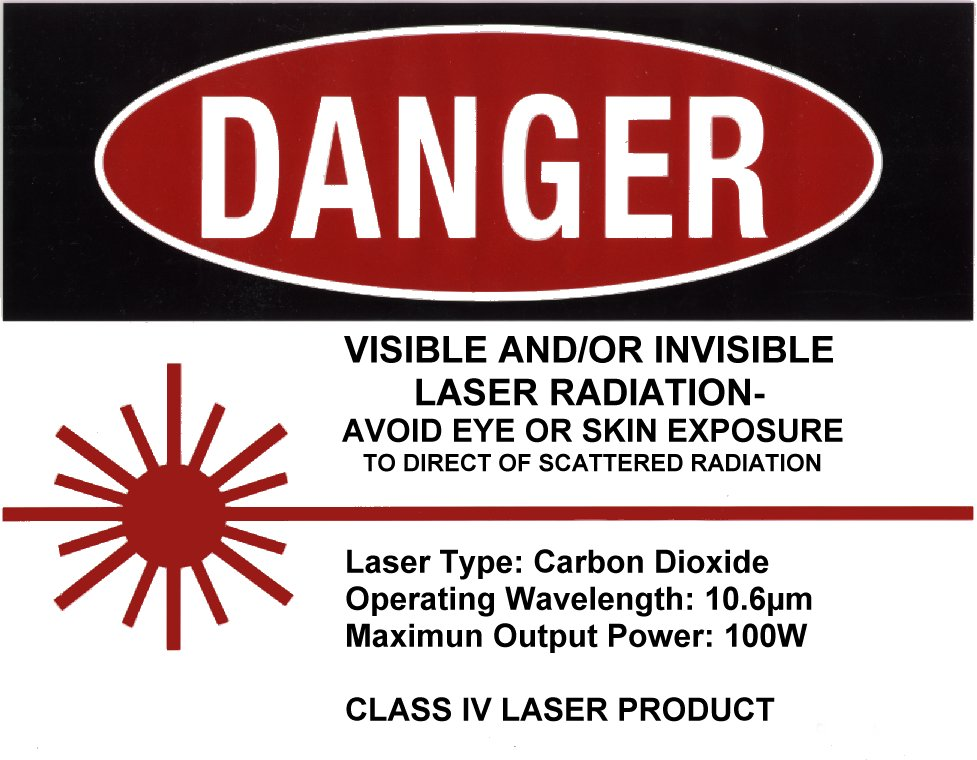 DANGER
VISIBLE AND/OR INVISIBLE
LASER RADIATION-
AVOID EYE OR SKIN EXPOSURE
TO DIRECT OF SCATTERED RADIATION
Laser Type: Carbon Dioxide
Operating Wavelength: 10.6µm
Maximun Output Power: 100W
CLASS IV LASER PRODUCT